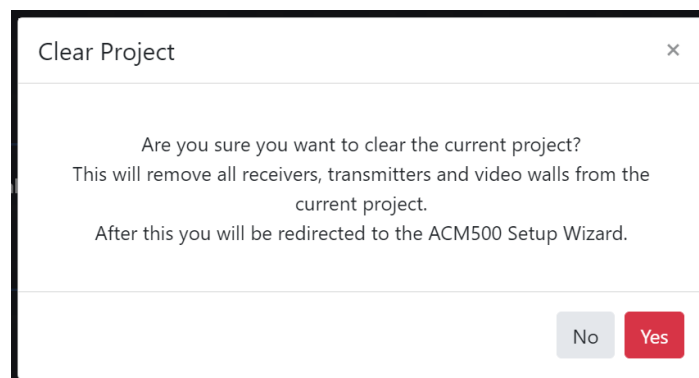 Clear Project ×
Are you sure you want to clear the current project?
This will remove all receivers, transmitters and video walls from the
current project.
After this you will be redirected to the ACM500 Setup Wizard.
No Yes